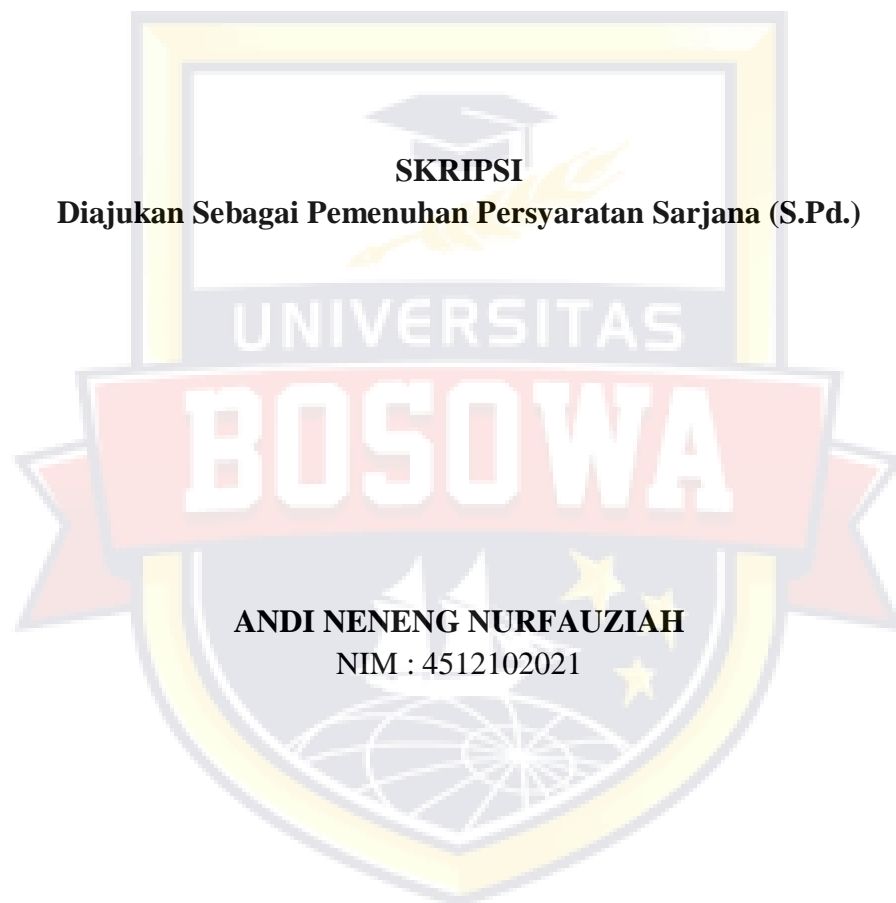 SKRIPSI
Diajukan Sebagai Pemenuhan Persyaratan Sarjana (S.Pd.)
UNIVERSITAS
BOSOWA
ANDI NENENG NURFAUZIAH
NIM : 4512102021